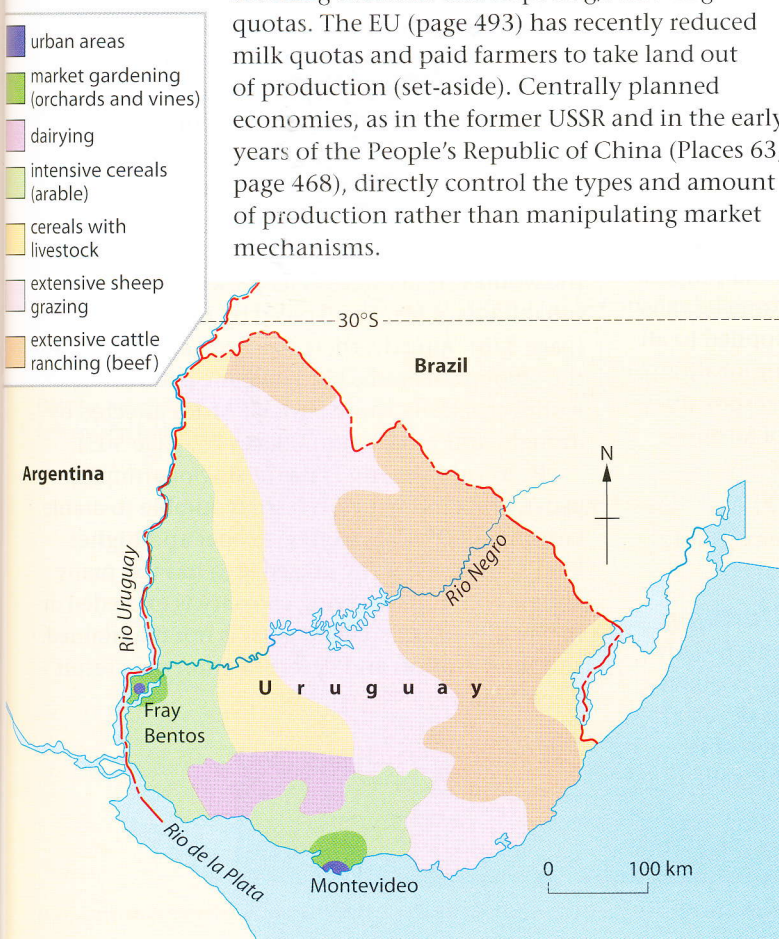 quotas. The EU (page 493) has recently reduced
milk quotas and paid farmers to take land out
of production (set-aside). Centrally planned
economies, as in the former USSR and in the early
years of the People's Republic of China (Places 63,
page 468), directly control the types and amount
of production rather than manipulating market
mechanisms.
urban areas
market gardening
(orchards and vines)
dairying
intensive cereals
(arable)
cereals with
livestock
extensive sheep
grazing
extensive cattle
ranching (beef)
30°S
Brazil
Argentina
N
Rio Uruguay
Rio Negro
Uruguay
Fray
Bentos
Rio de la Plata
Montevideo
0 100 km